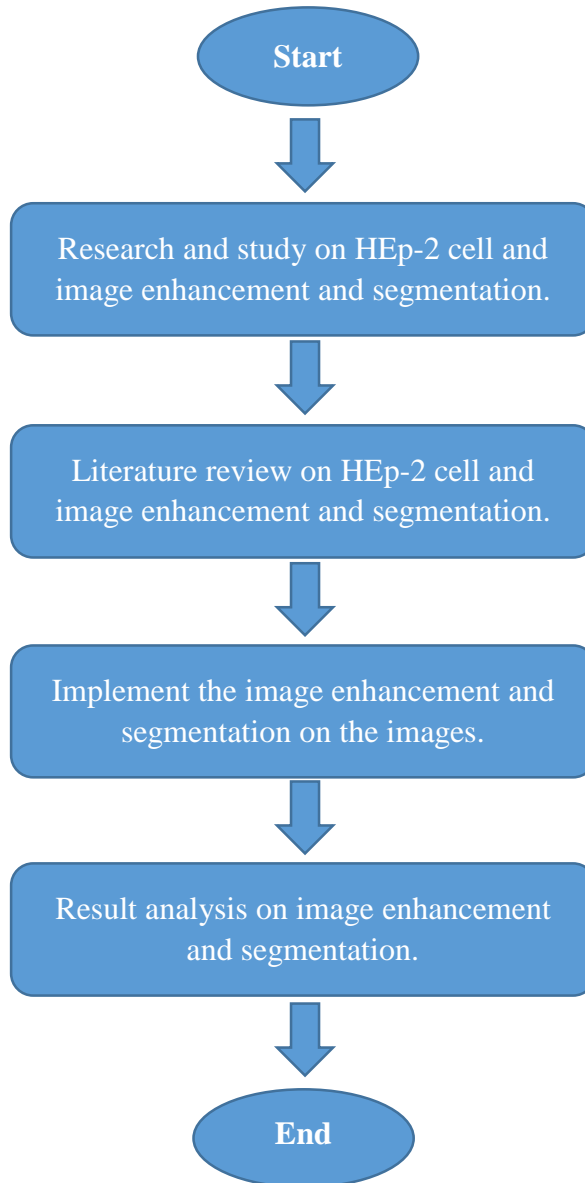 Start
Research and study on HEp-2 cell and
image enhancement and segmentation.
Literature review on HEp-2 cell and
image enhancement and segmentation.
Implement the image enhancement and
segmentation on the images.
Result analysis on image enhancement
and segmentation.
End